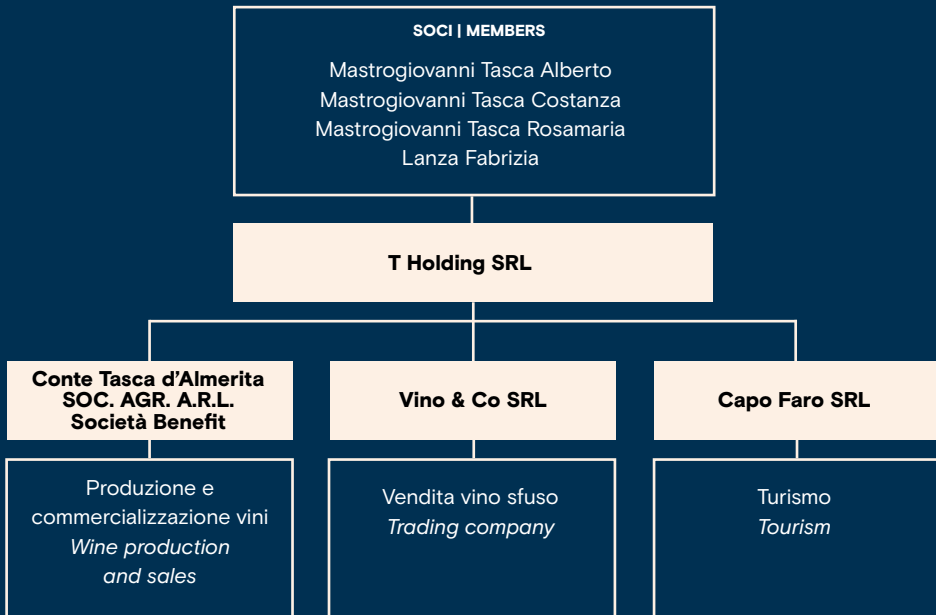 SOCI | MEMBERS
Mastrogiovanni Tasca Alberto
Mastrogiovanni Tasca Costanza
Mastrogiovanni Tasca Rosamaria
Lanza Fabrizia
T Holding SRL
Conte Tasca d’Almerita
SOC. AGR. A.R.L.
Società Benefit
Produzione e
commercializzazione vini
Wine production
and sales
Vino & Co SRL
Vendita vino sfuso
Trading company
Capo Faro SRL
Turismo
Tourism